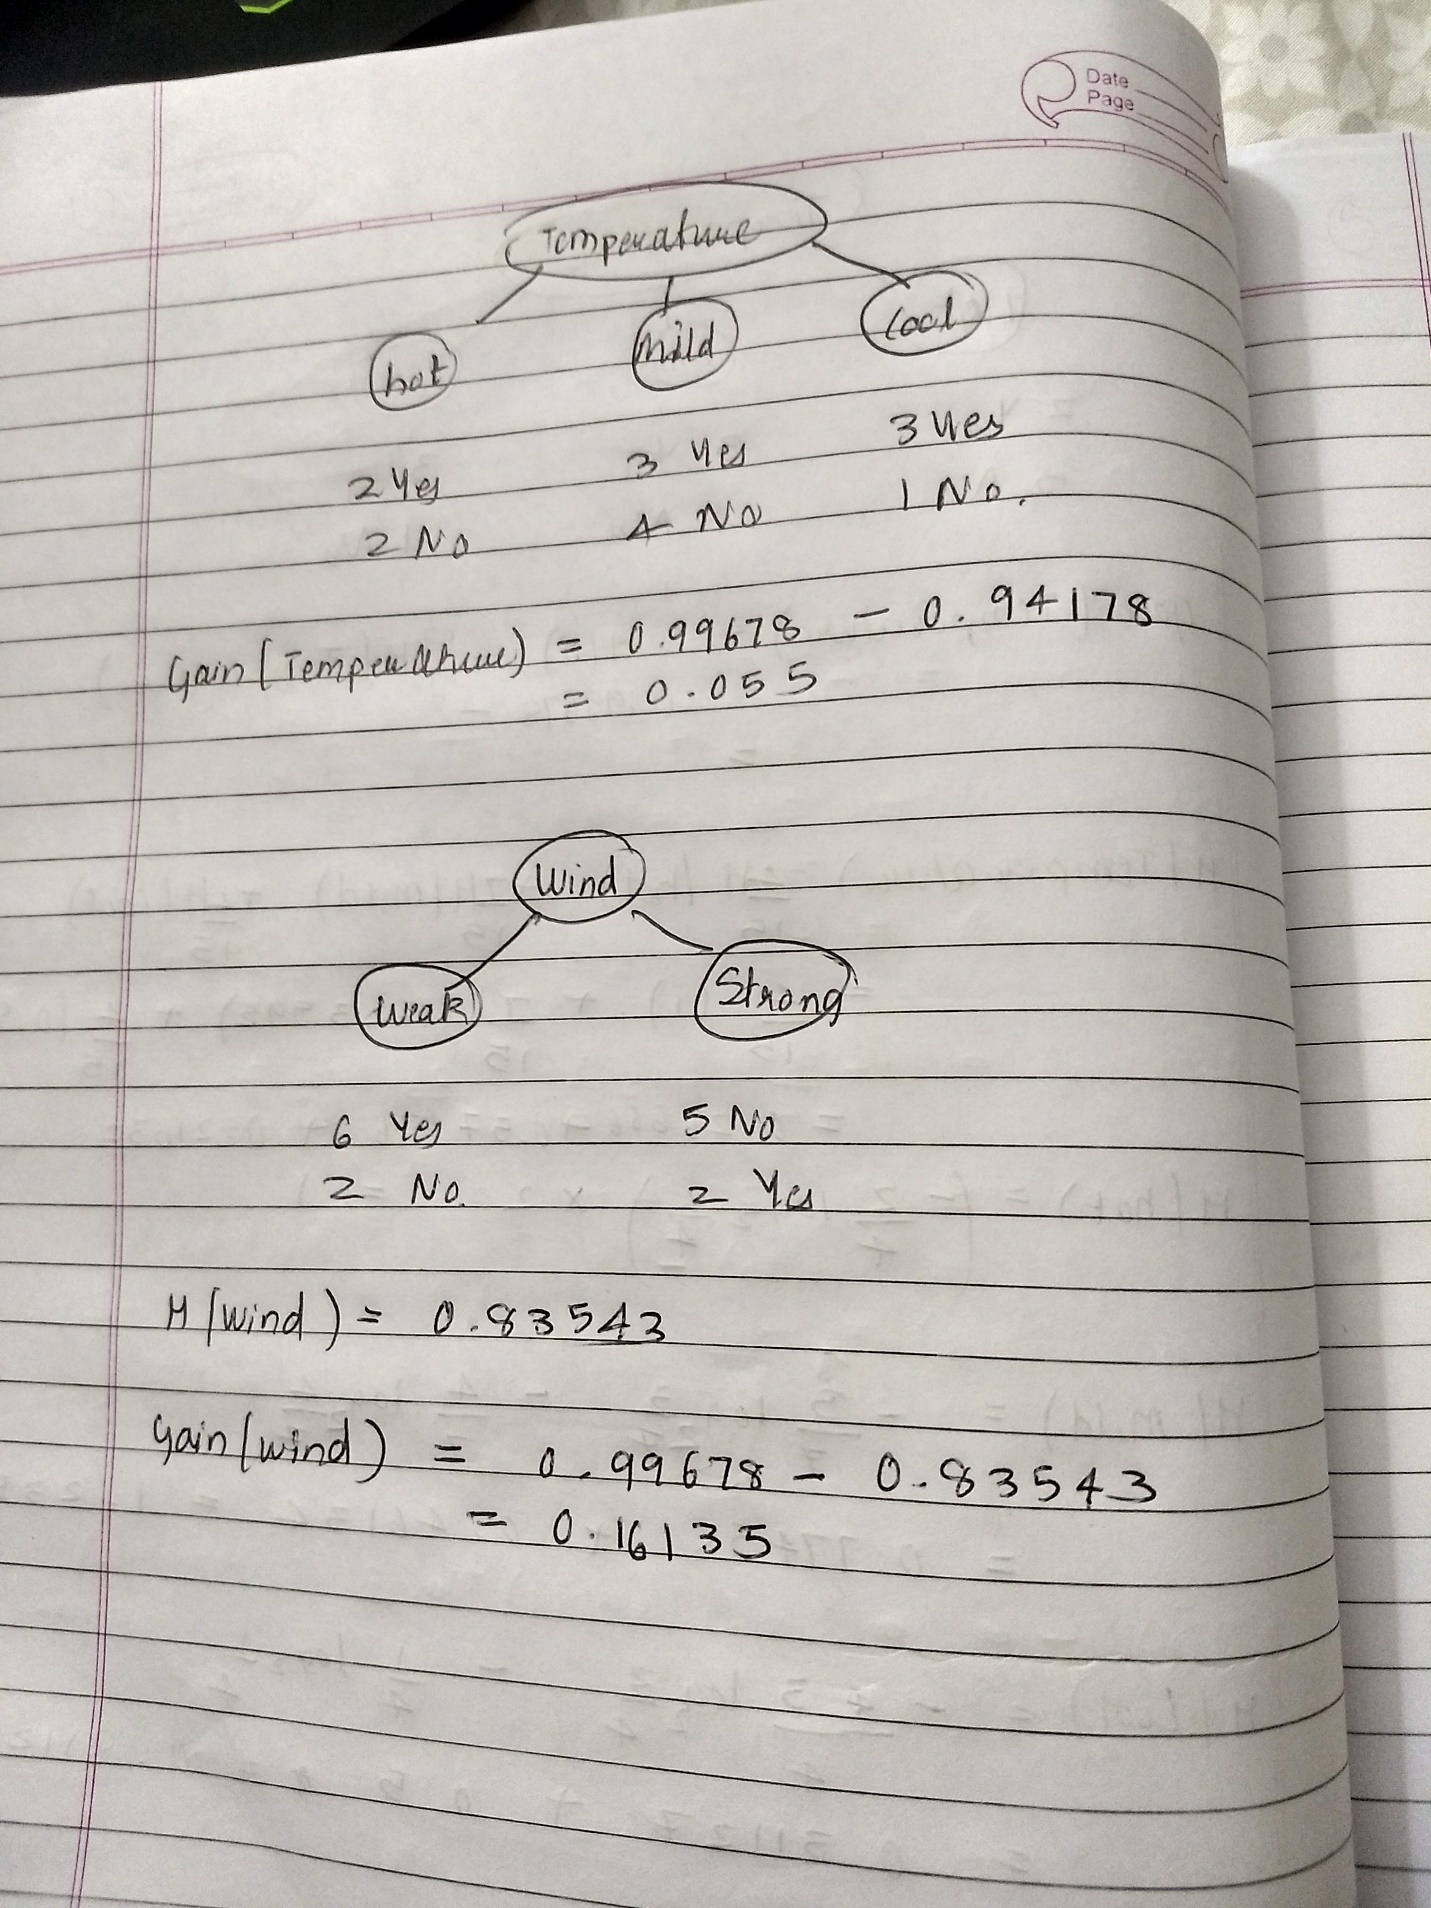 Date
Page
Temperature
hot mild Cool
2 Yes 3 Yes 3 Yes
2 No 4 No 1 No.
Gain (Temperature) = 0.99678 - 0.94178
= 0.055
Wind
Weak Strong
6 Yes 5 No
2 No. 2 Yes
H (wind) = 0.83543
Gain (wind) = 0.99678 - 0.83543
= 0.16135